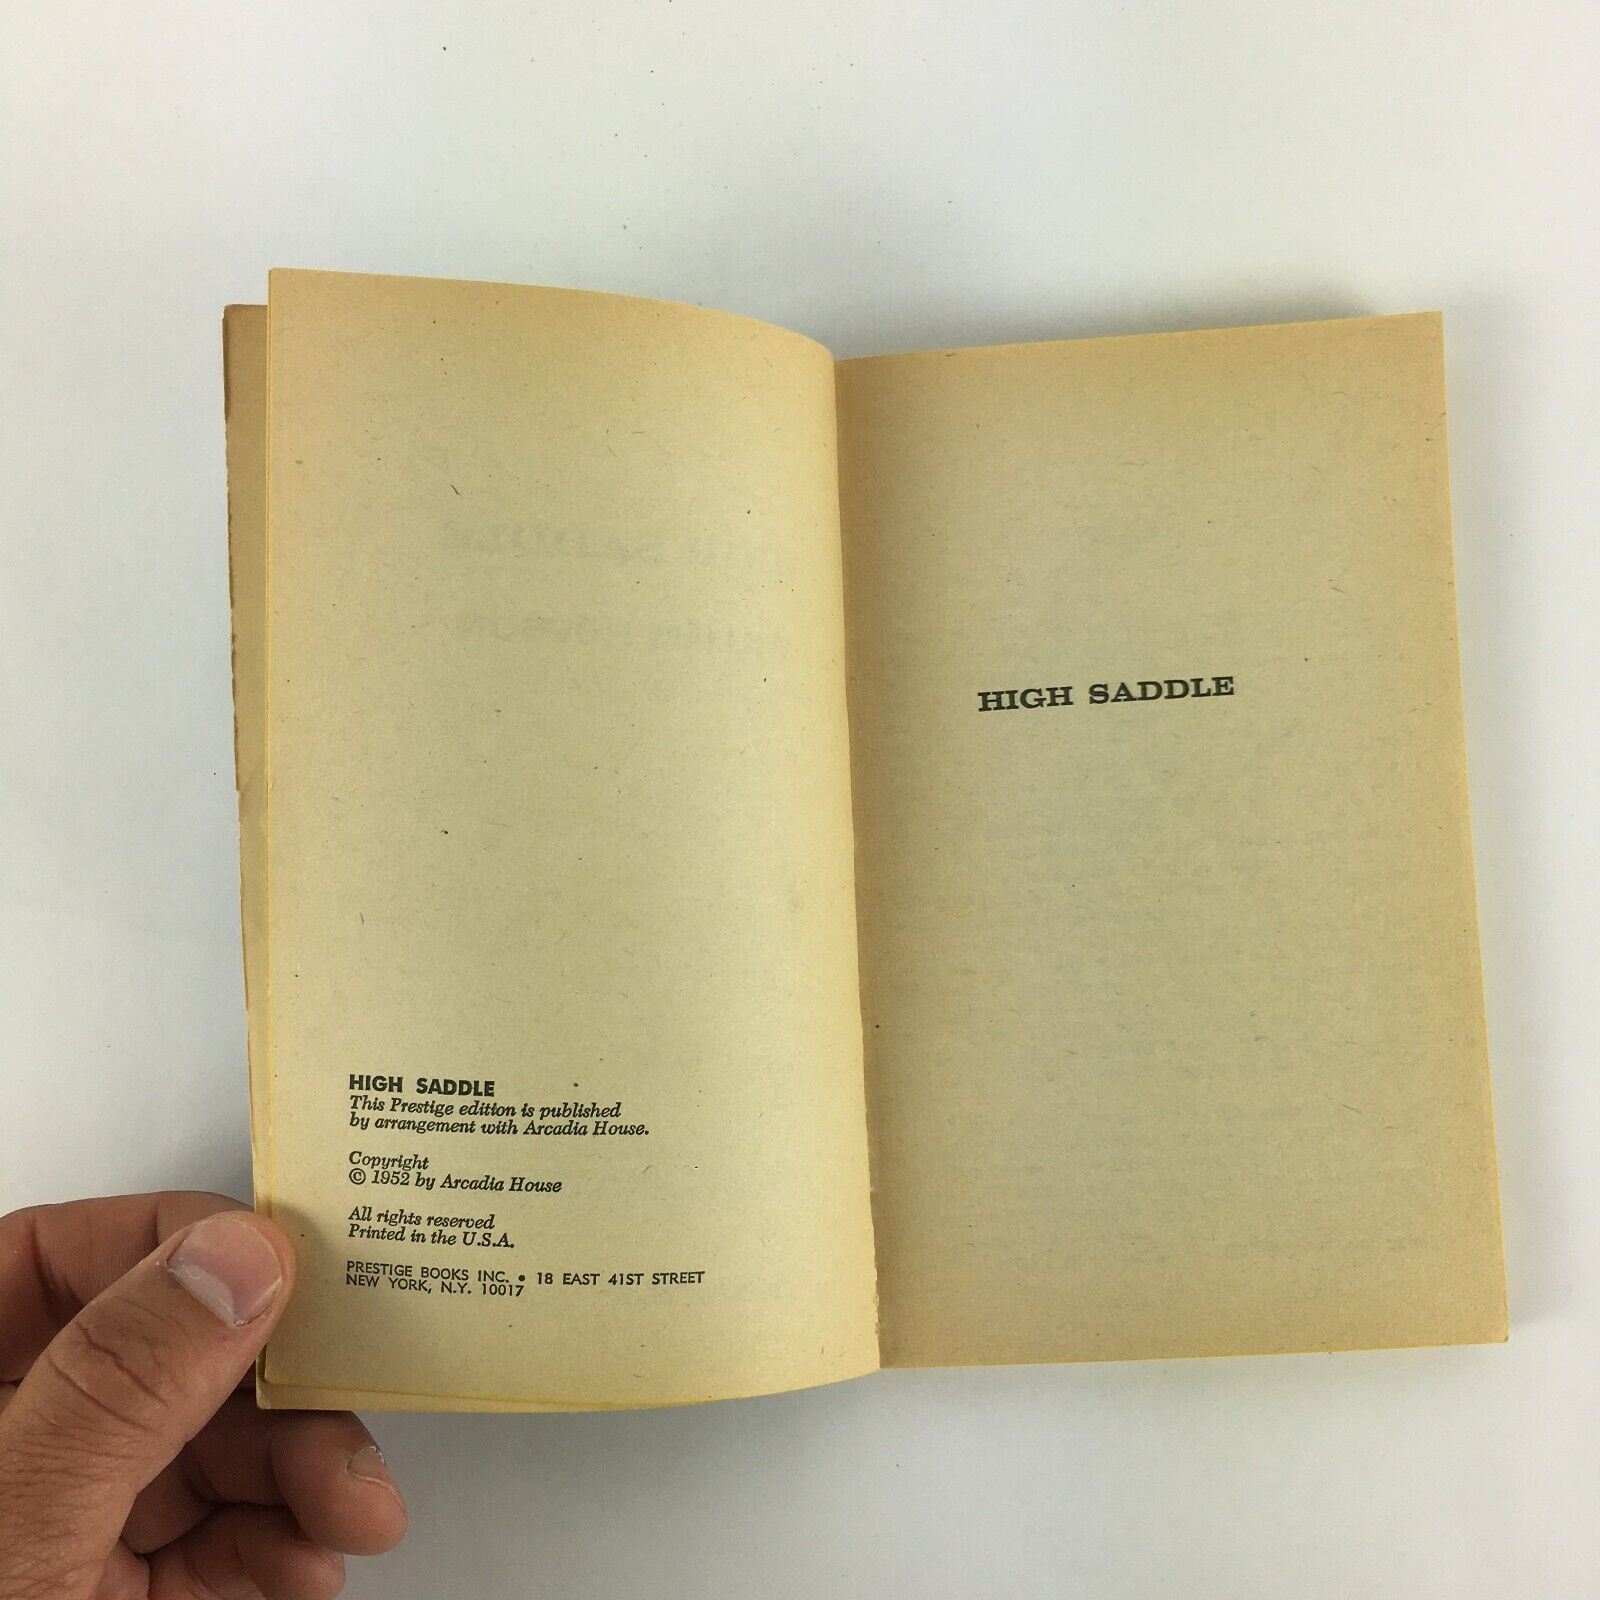 HIGH SADDLE
This Prestige edition is published
by arrangement with Arcadia House.
Copyright
© 1952 by Arcadia House
All rights reserved
Printed in the U.S.A.
PRESTIGE BOOKS INC. • 18 EAST 41ST STREET
NEW YORK, N.Y. 10017
HIGH SADDLE